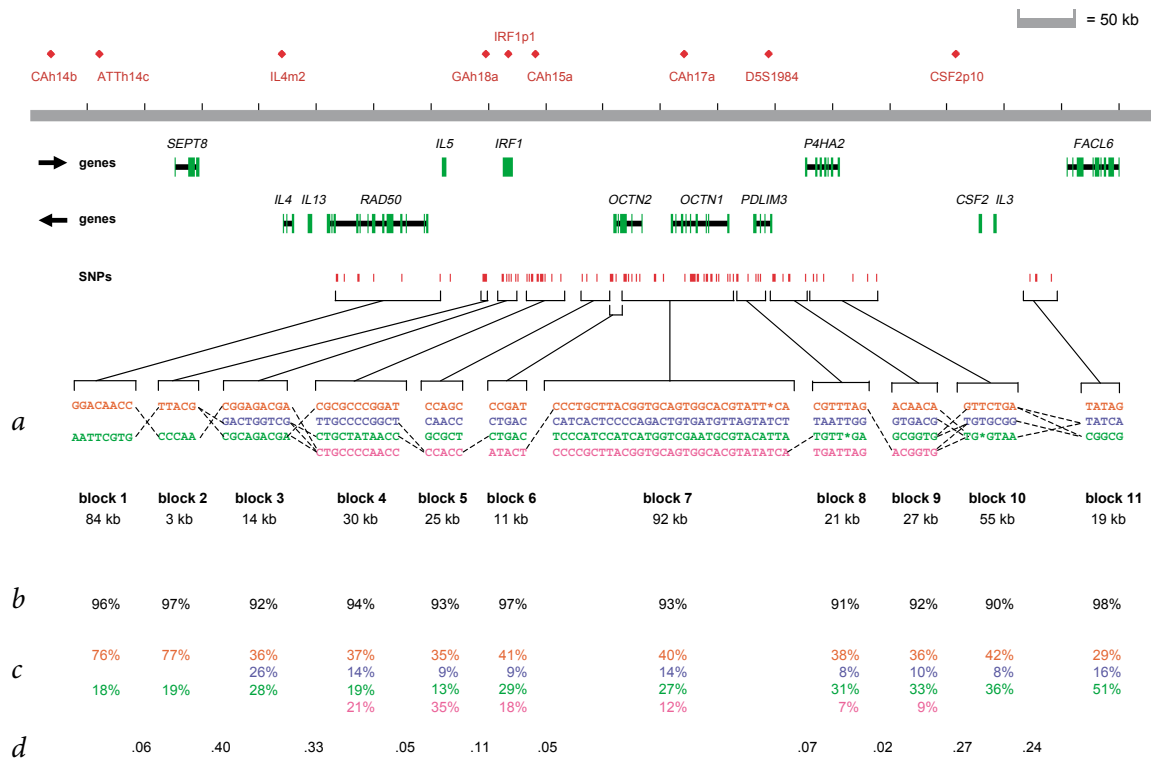 = 50 kb
IRF1p1
CAh14b ATTh14c IL4m2 GAh18a CAh15a CAh17a D5S1984 CSF2p10
SEPT8 IL5 IRF1 P4HA2 FACL6
genes
IL4 IL13 RAD50 OCTN2 OCTN1 PDLIM3 CSF2 IL3
genes
SNPs
a
GGACAACC TTACG CGGAGACGA CGCGCCCGGAT CCAGC CCGAT CCCTGCTTACGGTGCAGTGGCACGTATT*CA CGTTTAG ACAACA GTTCTGA TATAG
GACTGGTCG TTGCCCCGGCT CAACC CTGAC CATCACTCCCCAGACTGTGATGTTAGTATCT TAATTGG GTGACG TGTGCGG TATCA
AATTCGTG CCCAA CGCAGACGA CTGCTATAACC GCGCT CTGAC TCCCATCCATCATGGTCGAATGCGTACATTA TGTT*GA GCGGTG TG*GTAA CGGCG
CTGCCCCAACC CCACC ATACT CCCCGCTTACGGTGCAGTGGCACGTATATCA TGATTAG ACGGTG
block 1 block 2 block 3 block 4 block 5 block 6 block 7 block 8 block 9 block 10 block 11
84 kb 3 kb 14 kb 30 kb 25 kb 11 kb 92 kb 21 kb 27 kb 55 kb 19 kb
b
96% 97% 92% 94% 93% 97% 93% 91% 92% 90% 98%
c
76% 77% 36% 37% 35% 41% 40% 38% 36% 42% 29%
26% 14% 9% 9% 14% 8% 10% 8% 16%
18% 19% 28% 19% 13% 29% 27% 31% 33% 36% 51%
21% 35% 18% 12% 7% 9%
d
.06 .40 .33 .05 .11 .05 .07 .02 .27 .24